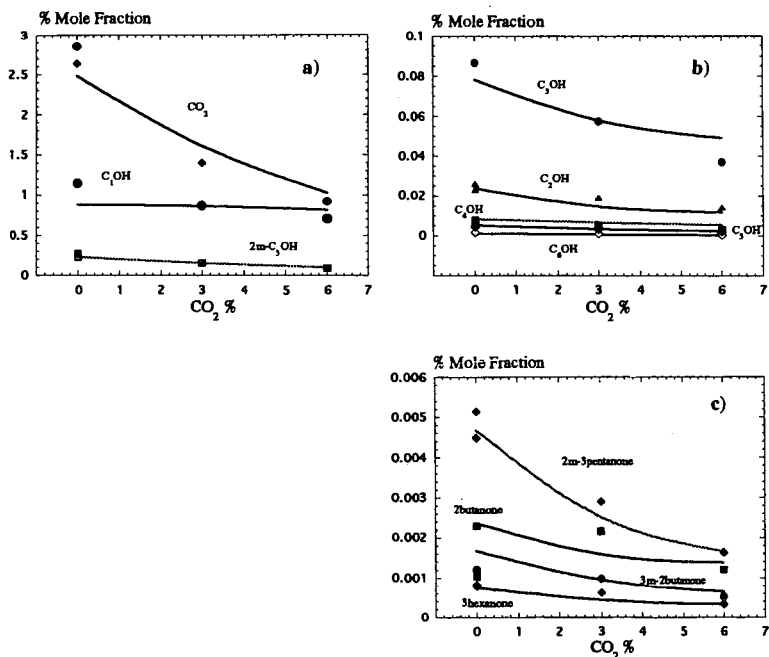 % Mole Fraction
3
2.5
2
1.5
1
0.5
0
a)
CO2
C1OH
2m-C3OH
0 1 2 3 4 5 6 7
CO2 %
% Mole Fraction
0.1
0.08
0.06
0.04
0.02
0
b)
C3OH
C2OH
C4OH
C5OH
C6OH
0 1 2 3 4 5 6 7
CO2 %
% Mole Fraction
0.006
0.005
0.004
0.003
0.002
0.001
0
c)
2m-3pentanone
2butanone
3m-2butanone
3hexanone
0 1 2 3 4 5 6 7
CO2 %